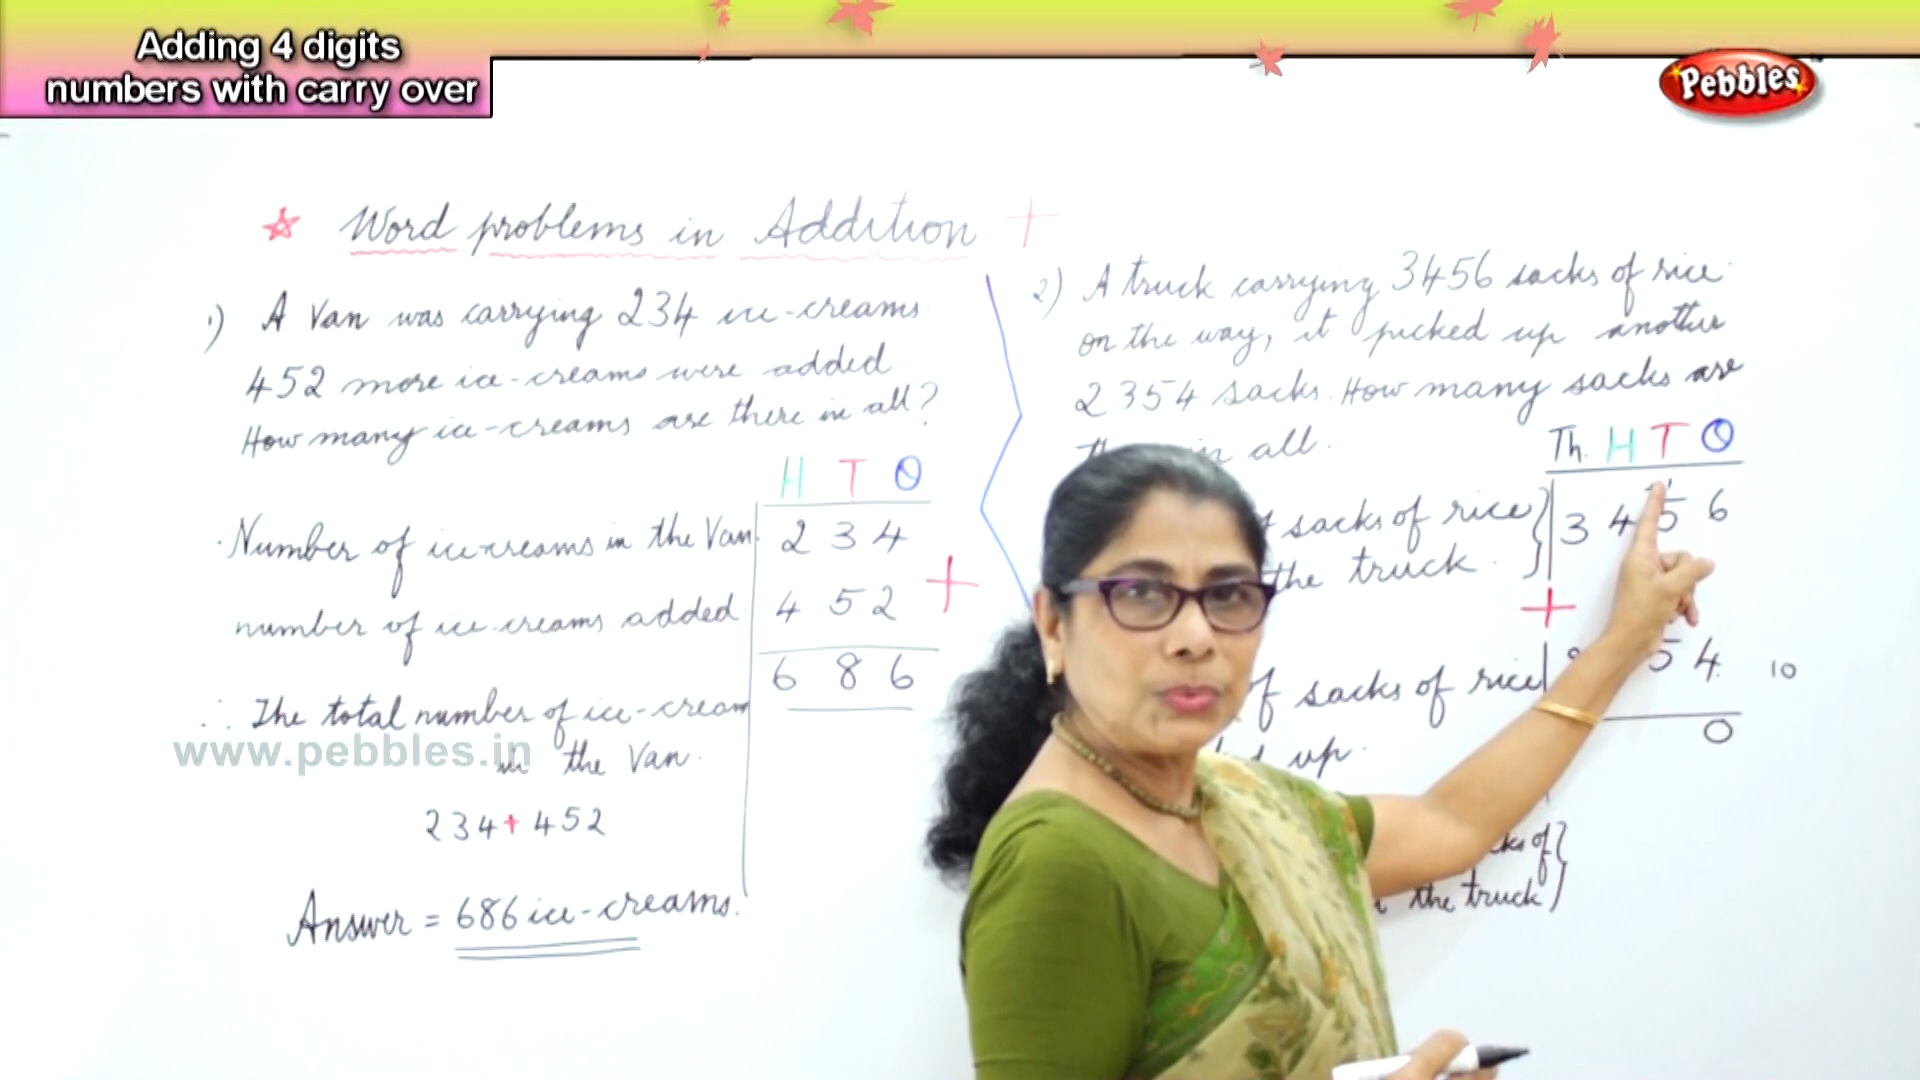 Adding 4 digits
numbers with carry over
Pebbles
Word problems in Addition +
1) A Van was carrying 234 ice-creams
452 more ice-creams were added.
How many ice-creams are there in all?
H T O
Number of icecreams in the Van 2 3 4
number of ice-creams added 4 5 2 +
6 8 6
∴ The total number of ice-cream
in the Van.
www.pebbles.in
234 + 452
Answer = 686 ice-creams.
2) A truck carrying 3456 sacks of rice
on the way, it picked up another
2354 sacks. How many sacks are
in all.
Th. H T O
sacks of rice } 3 4 5 6
the truck.
+
5 4 10
of sacks of rice
up.
0
of }
the truck